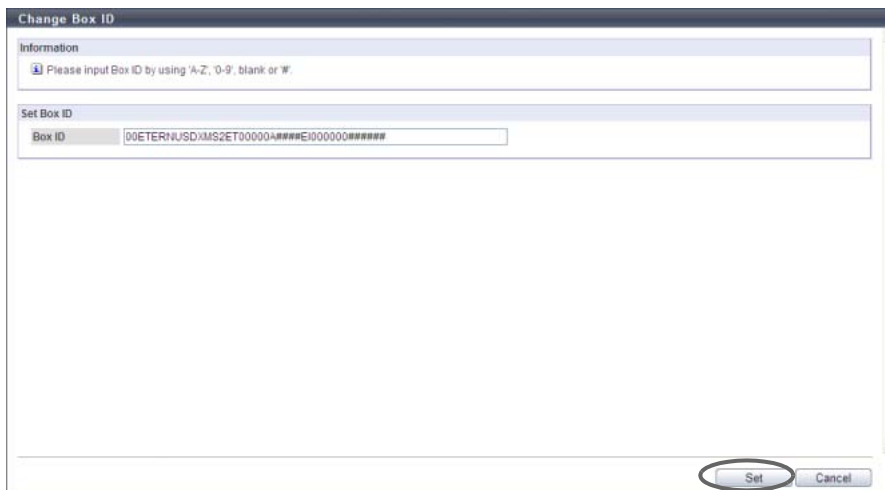 Change Box ID
Information
Please input Box ID by using 'A-Z', '0-9', blank or '#'.
Set Box ID
Box ID 00ETERNUSDXMS2ET00000A####EI000000######
Set Cancel